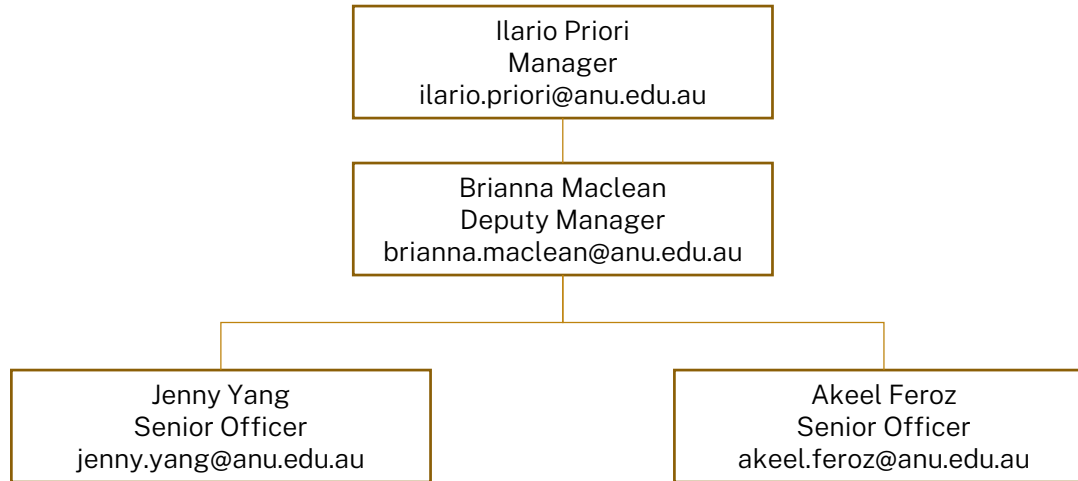 Ilario Priori
Manager
ilario.priori@anu.edu.au
Brianna Maclean
Deputy Manager
brianna.maclean@anu.edu.au
Jenny Yang
Senior Officer
jenny.yang@anu.edu.au
Akeel Feroz
Senior Officer
akeel.feroz@anu.edu.au